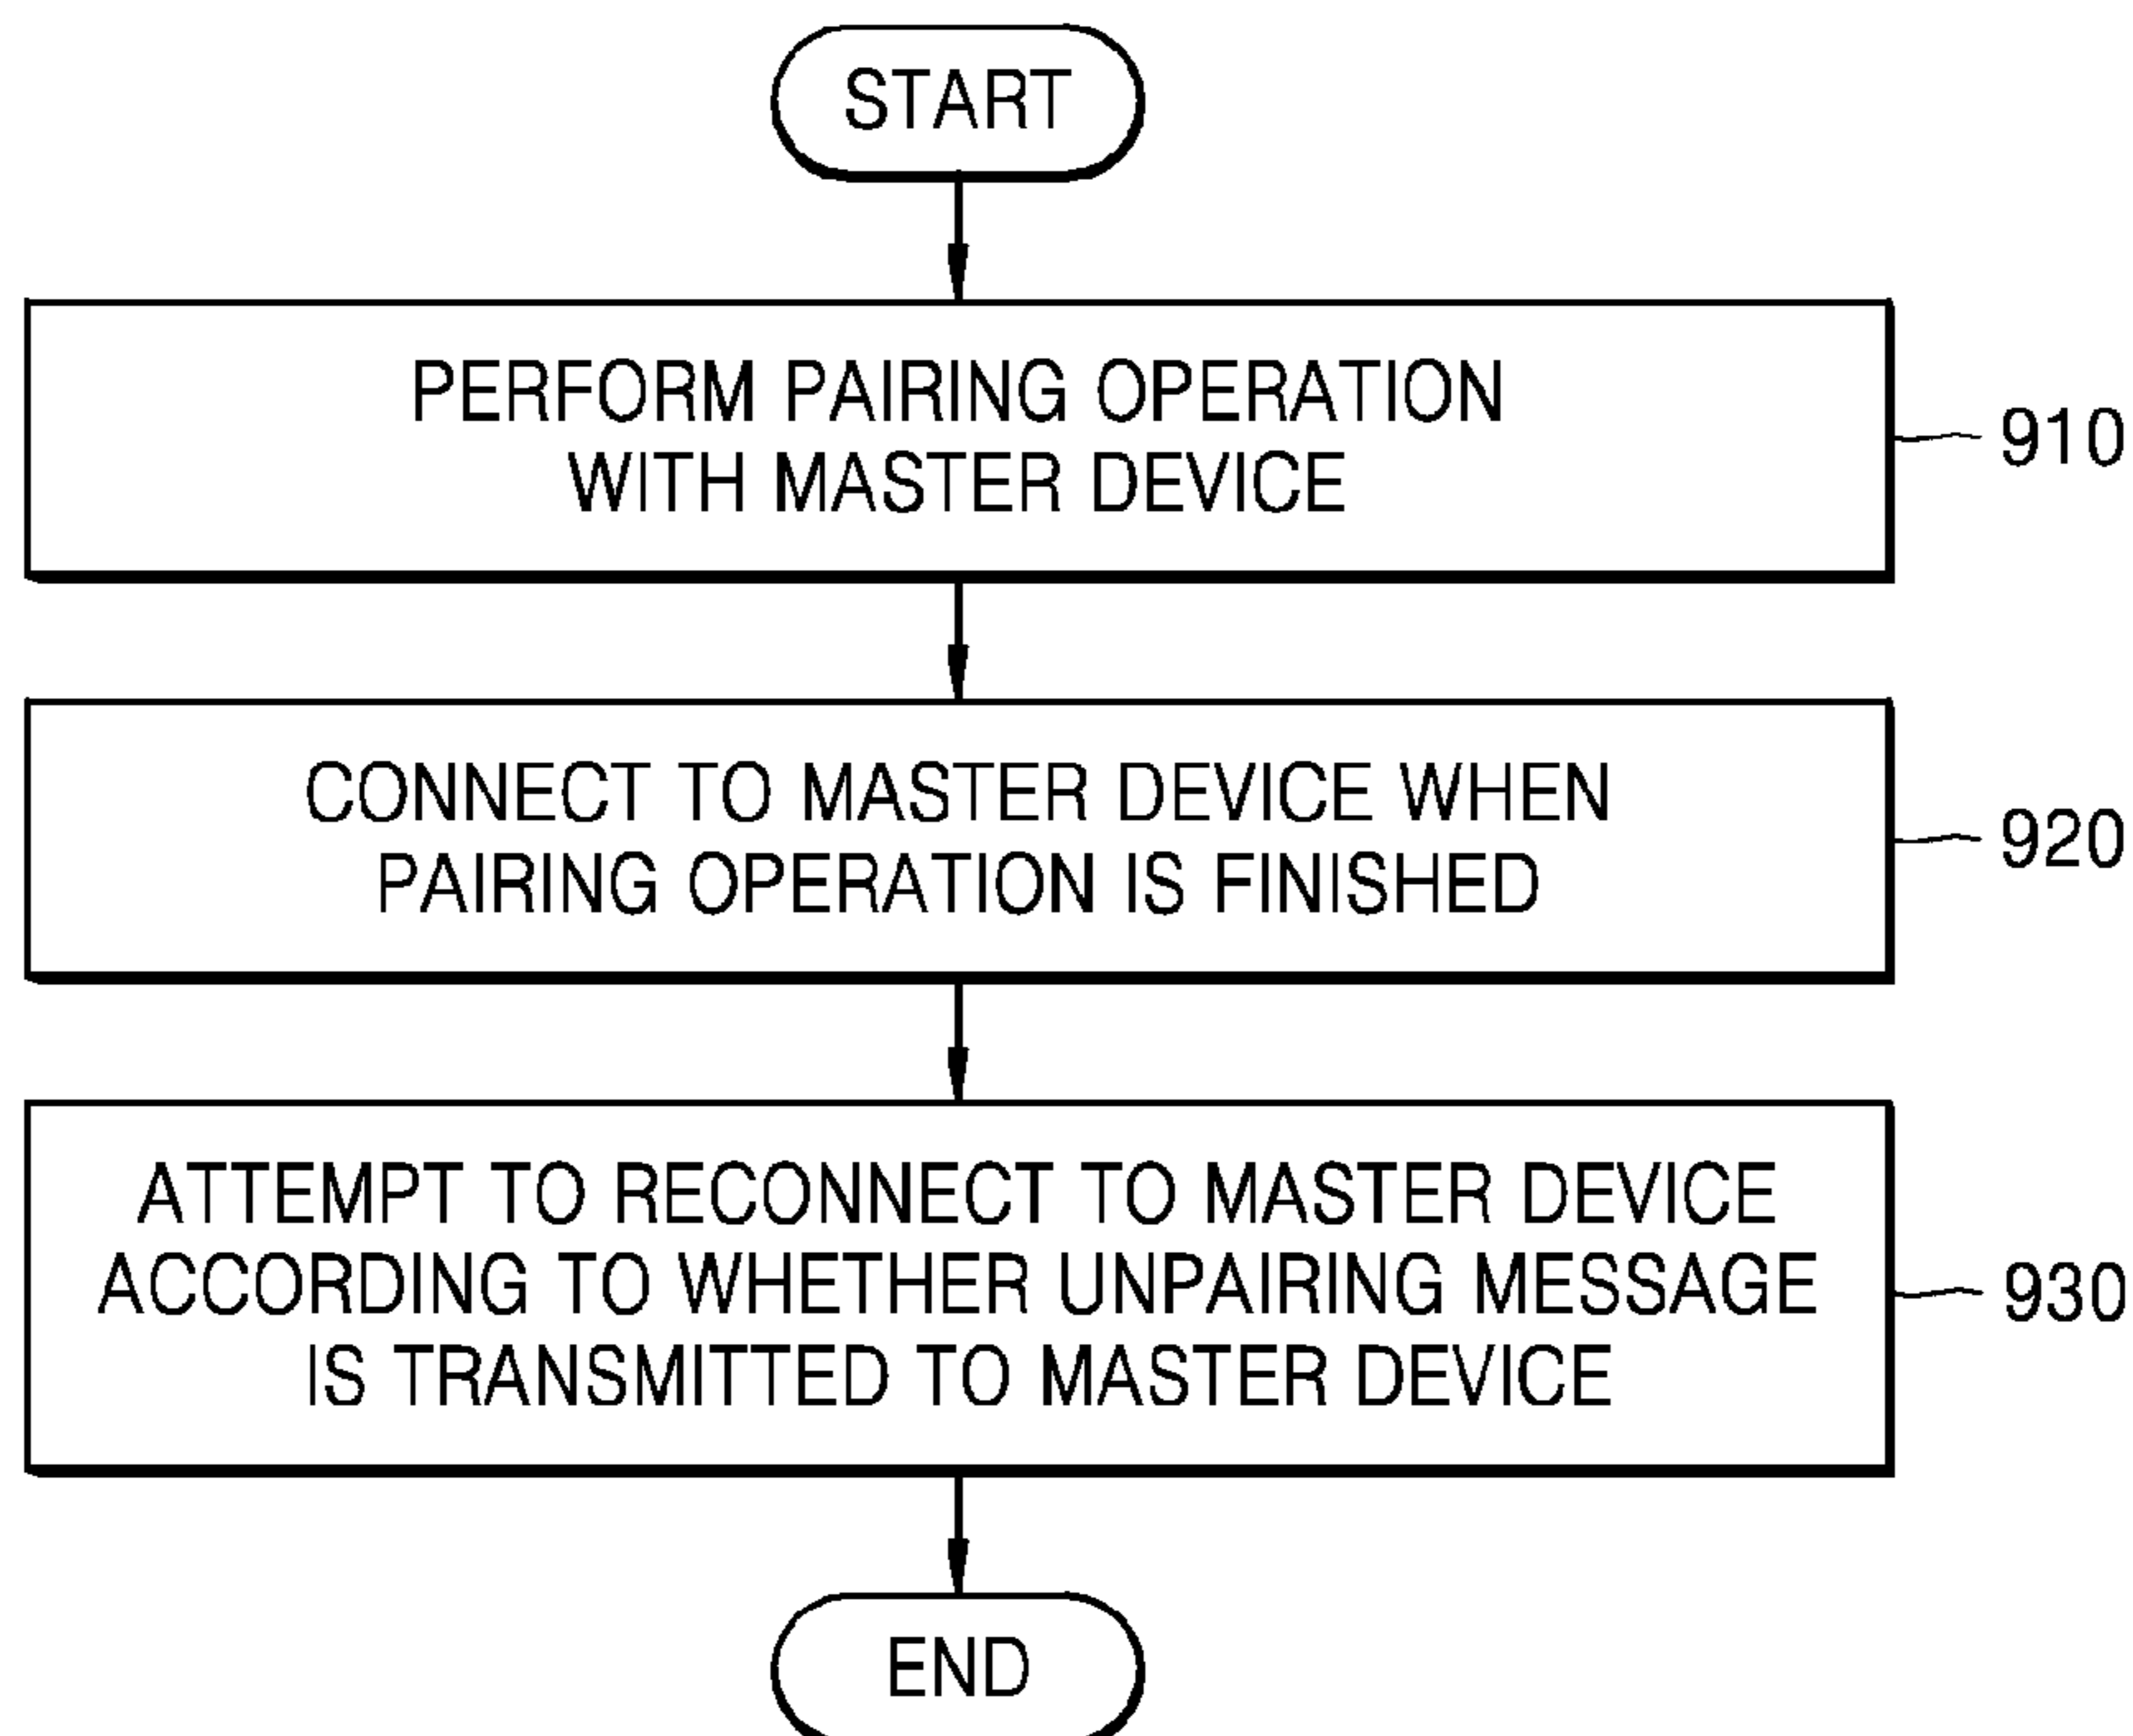 START
PERFORM PAIRING OPERATION
WITH MASTER DEVICE
910
CONNECT TO MASTER DEVICE WHEN
PAIRING OPERATION IS FINISHED
920
ATTEMPT TO RECONNECT TO MASTER DEVICE
ACCORDING TO WHETHER UNPAIRING MESSAGE
IS TRANSMITTED TO MASTER DEVICE
930
END